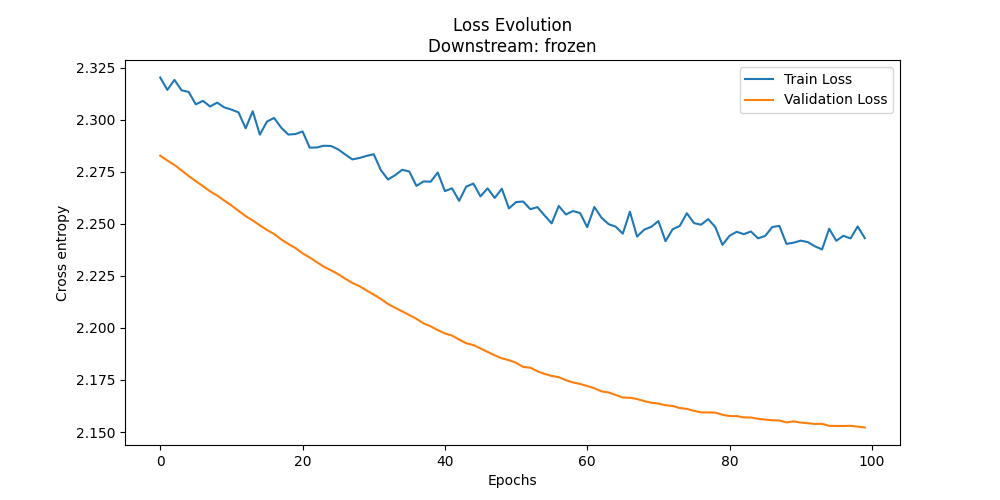 Loss Evolution
Downstream: frozen
Train Loss
Validation Loss
Cross entropy
2.325
2.300
2.275
2.250
2.225
2.200
2.175
2.150
0 20 40 60 80 100
Epochs